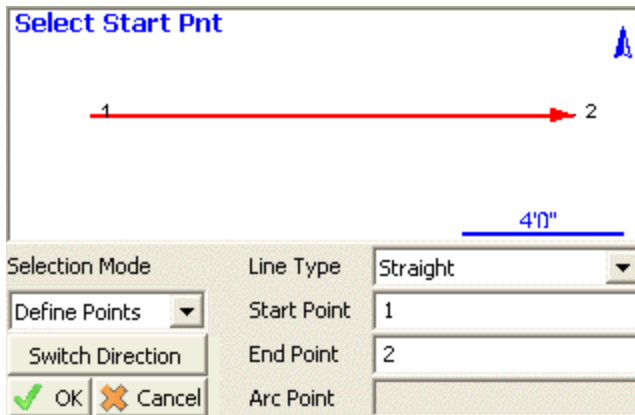 Select Start Pnt
1
2
4'0"
Selection Mode
Line Type
Straight
Define Points
Start Point
1
Switch Direction
End Point
2
OK
Cancel
Arc Point